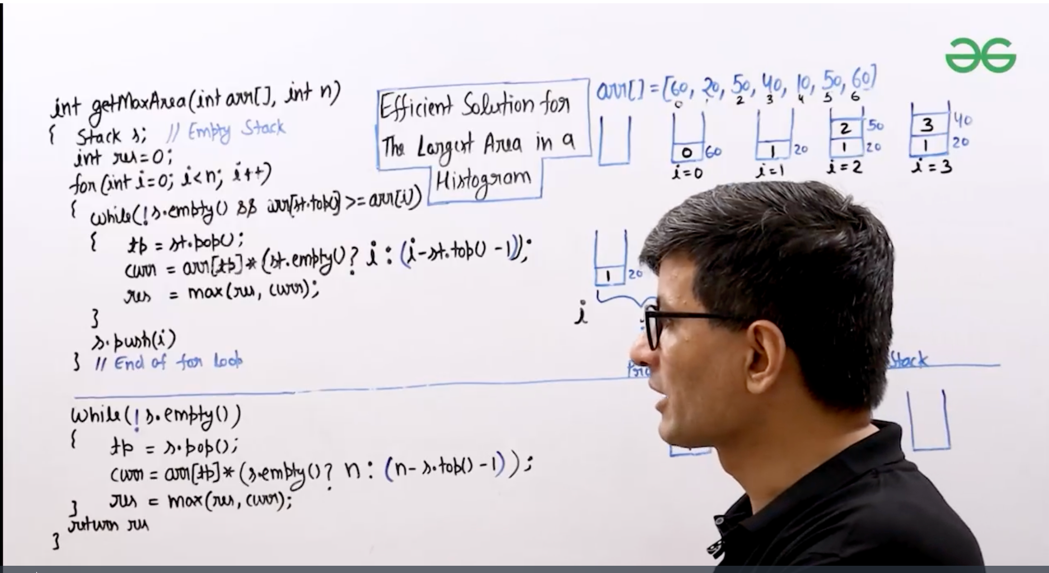 int getMaxArea(int arr[], int n)
{ Stack s; // Empty Stack
int res=0;
for(int i=0; i<n; i++)
{ while(!s.empty() && arr[st.top()] >= arr[i])
{ tp = st.pop();
curr = arr[tp]*(st.empty()? i : (i-st.top() -1));
res = max(res, curr);
}
s.push(i)
} // End of for loop
while(!s.empty())
{ tp = s.pop();
curr = arr[tp]*(s.empty()? n : (n- s.top() -1));
} res = max(res, curr);
return res
}
Efficient Solution for
The Largest Area in a
Histogram
arr[] = [60, 20, 50, 40, 10, 50, 60]
0 1 2 3 4 5 6
0 60
i=0
1 20
i=1
2 50
1 20
i=2
3 40
1 20
i=3
1 20
i
Stack